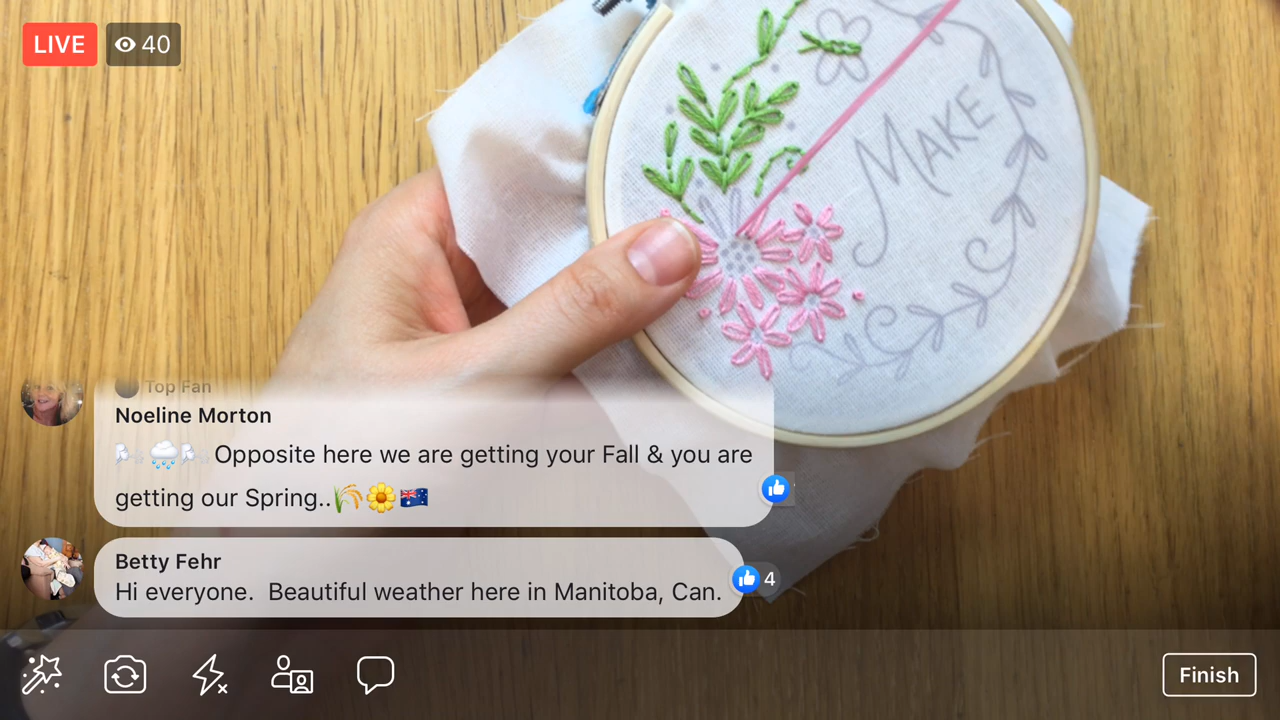 LIVE
40
MAKE
Top Fan
Noeline Morton
🌬️🌧️🌬️ Opposite here we are getting your Fall & you are
getting our Spring..🌾🌼🇦🇺
Betty Fehr
Hi everyone.  Beautiful weather here in Manitoba, Can.
4
Finish